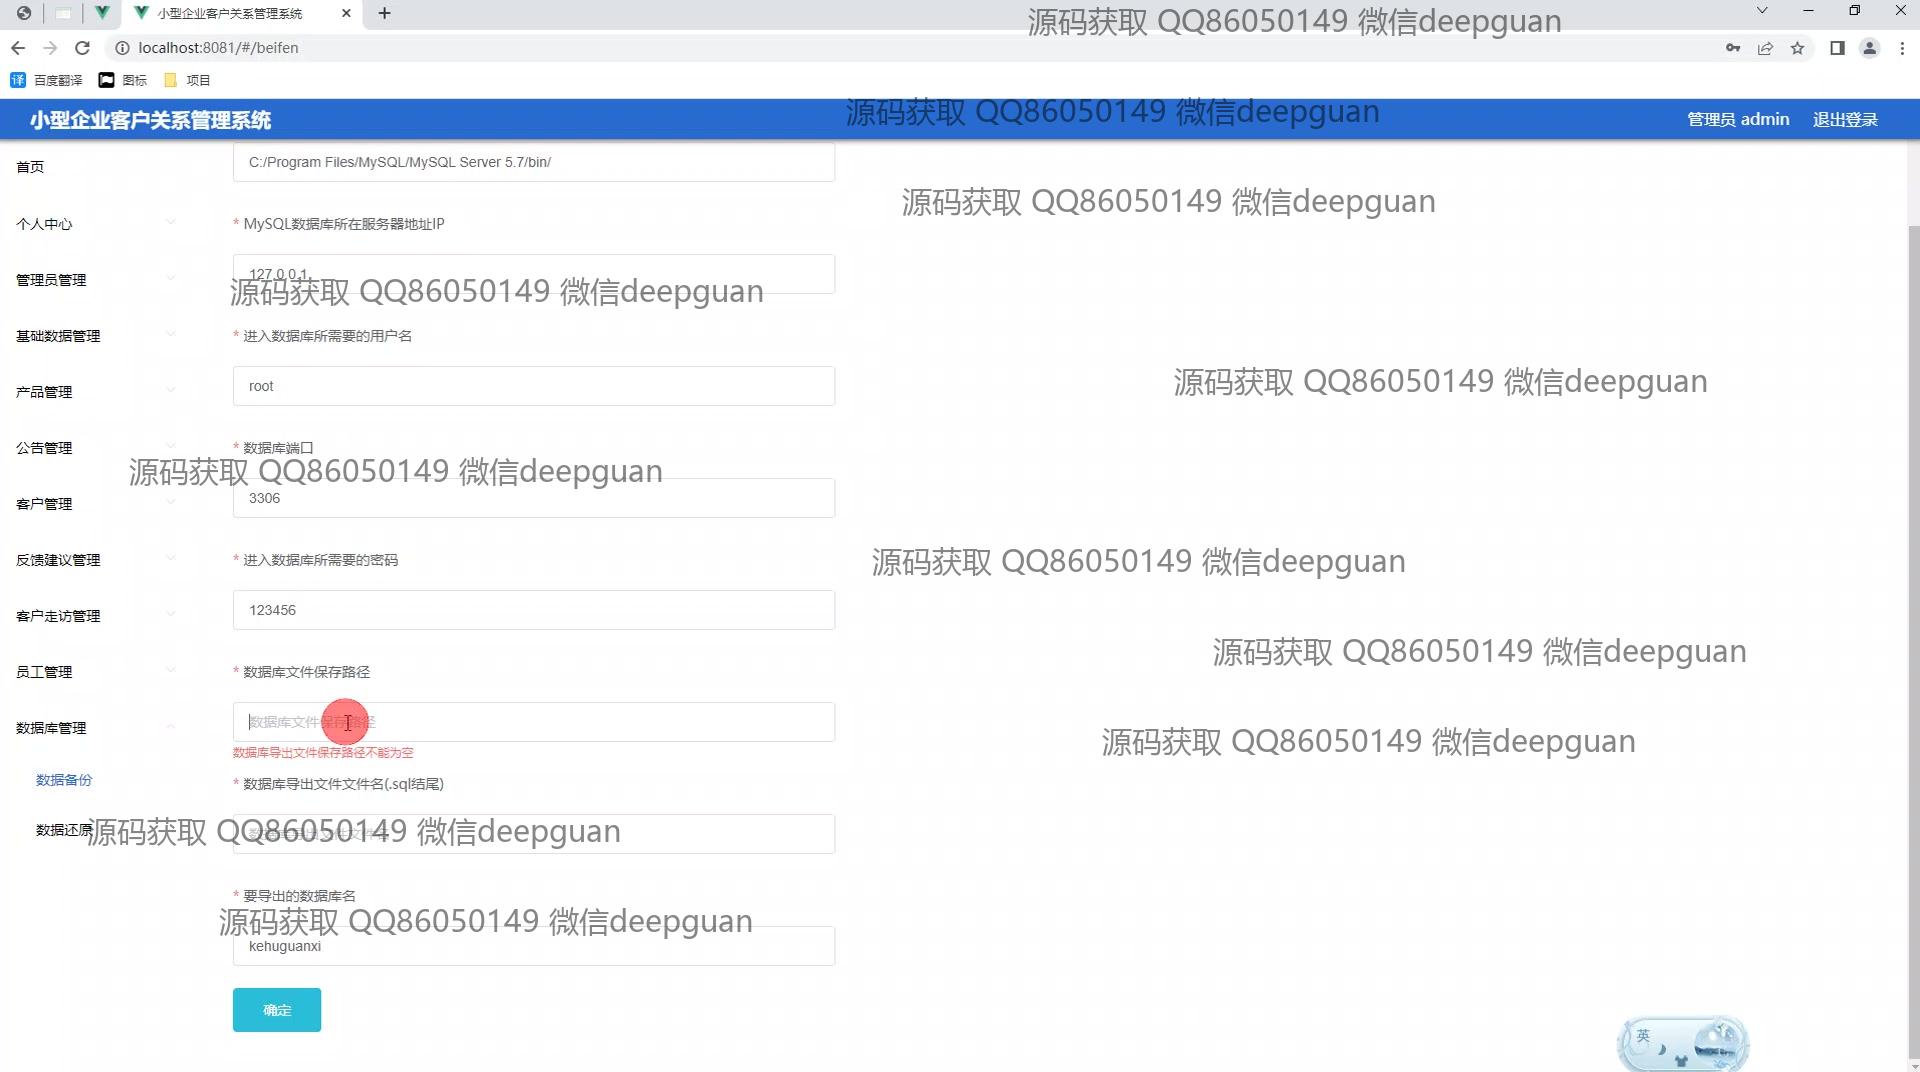 小型企业客户关系管理系统
源码获取 QQ86050149 微信deepguan
localhost:8081/#/beifen
译 百度翻译 图标 项目
小型企业客户关系管理系统
源码获取 QQ86050149 微信deepguan
管理员 admin 退出登录
首页
C:/Program Files/MySQL/MySQL Server 5.7/bin/
源码获取 QQ86050149 微信deepguan
个人中心
* MySQL数据库所在服务器地址IP
管理员管理
127.0.0.1
源码获取 QQ86050149 微信deepguan
基础数据管理
* 进入数据库所需要的用户名
产品管理
root
源码获取 QQ86050149 微信deepguan
公告管理
* 数据库端口
源码获取 QQ86050149 微信deepguan
客户管理
3306
反馈建议管理
* 进入数据库所需要的密码
源码获取 QQ86050149 微信deepguan
客户走访管理
123456
源码获取 QQ86050149 微信deepguan
员工管理
* 数据库文件保存路径
数据库管理
数据库文件保存路径
源码获取 QQ86050149 微信deepguan
数据库导出文件保存路径不能为空
数据备份
* 数据库导出文件文件名(.sql结尾)
数据还原
数据库导出文件文件名
源码获取 QQ86050149 微信deepguan
* 要导出的数据库名
源码获取 QQ86050149 微信deepguan
kehuguanxi
确定
英